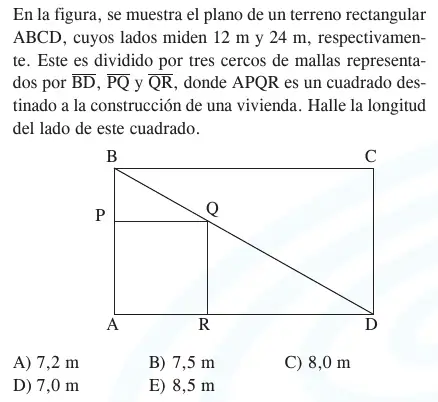 En la figura, se muestra el plano de un terreno rectangular
ABCD, cuyos lados miden 12 m y 24 m, respectivamen-
te. Este es dividido por tres cercos de mallas representa-
dos por B̅D̅, P̅Q̅ y Q̅R̅, donde APQR es un cuadrado des-
tinado a la construcción de una vivienda. Halle la longitud
del lado de este cuadrado.
B C
P Q
A R D
A) 7,2 m B) 7,5 m C) 8,0 m
D) 7,0 m E) 8,5 m